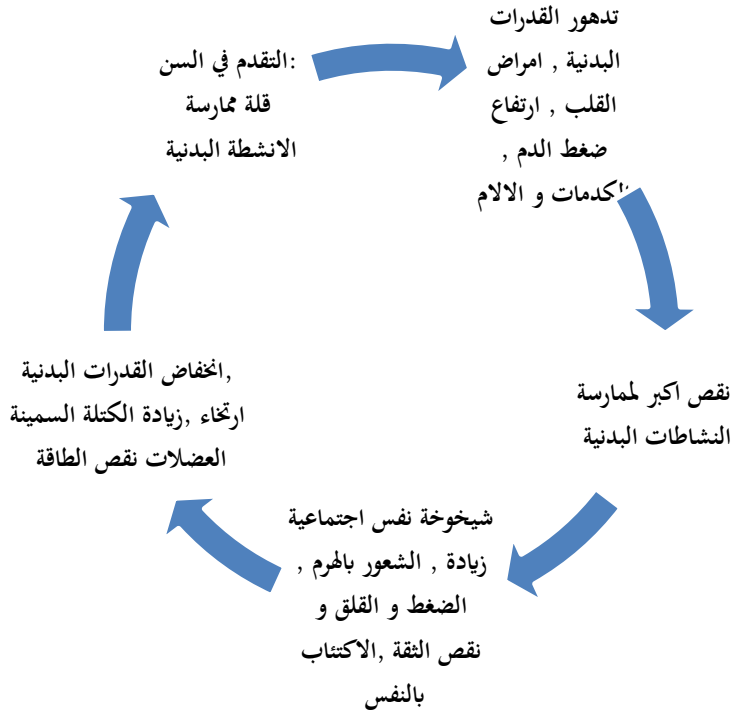 التقدم في السن:
قلة ممارسة
الانشطة البدنية
تدهور القدرات
البدنية , امراض
القلب , ارتفاع
ضغط الدم ,
الكدمات و الالام
نقص اكبر لممارسة
النشاطات البدنية
شيخوخة نفس اجتماعية
, الشعور بالهرم , زيادة
الضغط و القلق و
الاكتئاب, نقص الثقة
بالنفس
انخفاض القدرات البدنية,
زيادة الكتلة السمينة, ارتخاء
العضلات نقص الطاقة